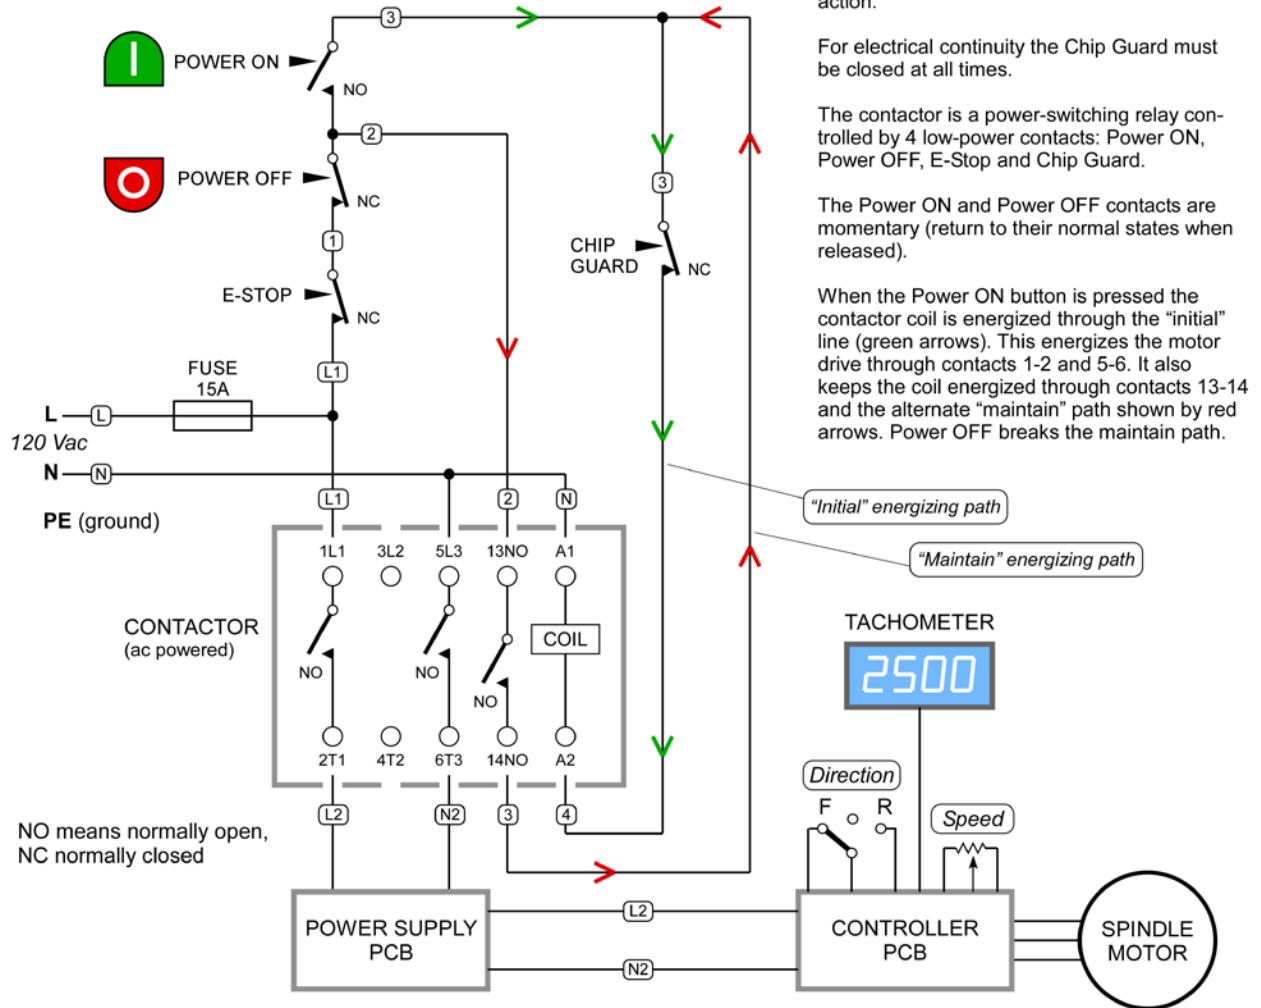 action.
For electrical continuity the Chip Guard must
be closed at all times.
The contactor is a power-switching relay con-
trolled by 4 low-power contacts: Power ON,
Power OFF, E-Stop and Chip Guard.
The Power ON and Power OFF contacts are
momentary (return to their normal states when
released).
When the Power ON button is pressed the
contactor coil is energized through the “initial”
line (green arrows). This energizes the motor
drive through contacts 1-2 and 5-6. It also
keeps the coil energized through contacts 13-14
and the alternate “maintain” path shown by red
arrows. Power OFF breaks the maintain path.
3
POWER ON
NO
2
POWER OFF
NC
1
E-STOP
NC
L1
3
CHIP
GUARD
NC
FUSE
15A
L
L
120 Vac
N
N
PE (ground)
L1
2
N
“Initial” energizing path
“Maintain” energizing path
1L1
3L2
5L3
13NO
A1
CONTACTOR
(ac powered)
NO
NO
NO
COIL
2T1
4T2
6T3
14NO
A2
L2
N2
3
4
NO means normally open,
NC normally closed
TACHOMETER
2500
Direction
F
R
Speed
POWER SUPPLY
PCB
L2
N2
CONTROLLER
PCB
SPINDLE
MOTOR